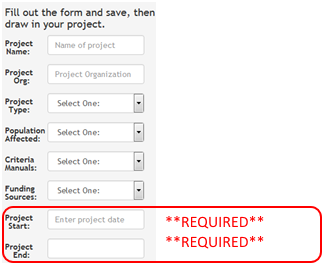 Fill out the form and save, then
draw in your project.
Project
Name:
Name of project
Project
Org:
Project Organization
Project
Type:
Select One:
Population
Affected:
Select One:
Criteria
Manuals:
Select One:
Funding
Sources:
Select One:
Project
Start:
Enter project date
**REQUIRED**
Project
End:
**REQUIRED**